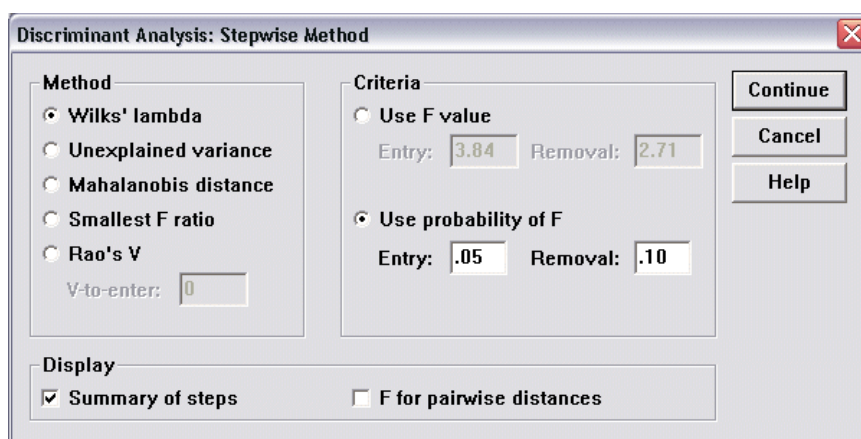 Discriminant Analysis: Stepwise Method
Method
Wilks' lambda
Unexplained variance
Mahalanobis distance
Smallest F ratio
Rao's V
V-to-enter: 0
Criteria
Use F value
Entry: 3.84 Removal: 2.71
Use probability of F
Entry: .05 Removal: .10
Continue
Cancel
Help
Display
Summary of steps
F for pairwise distances